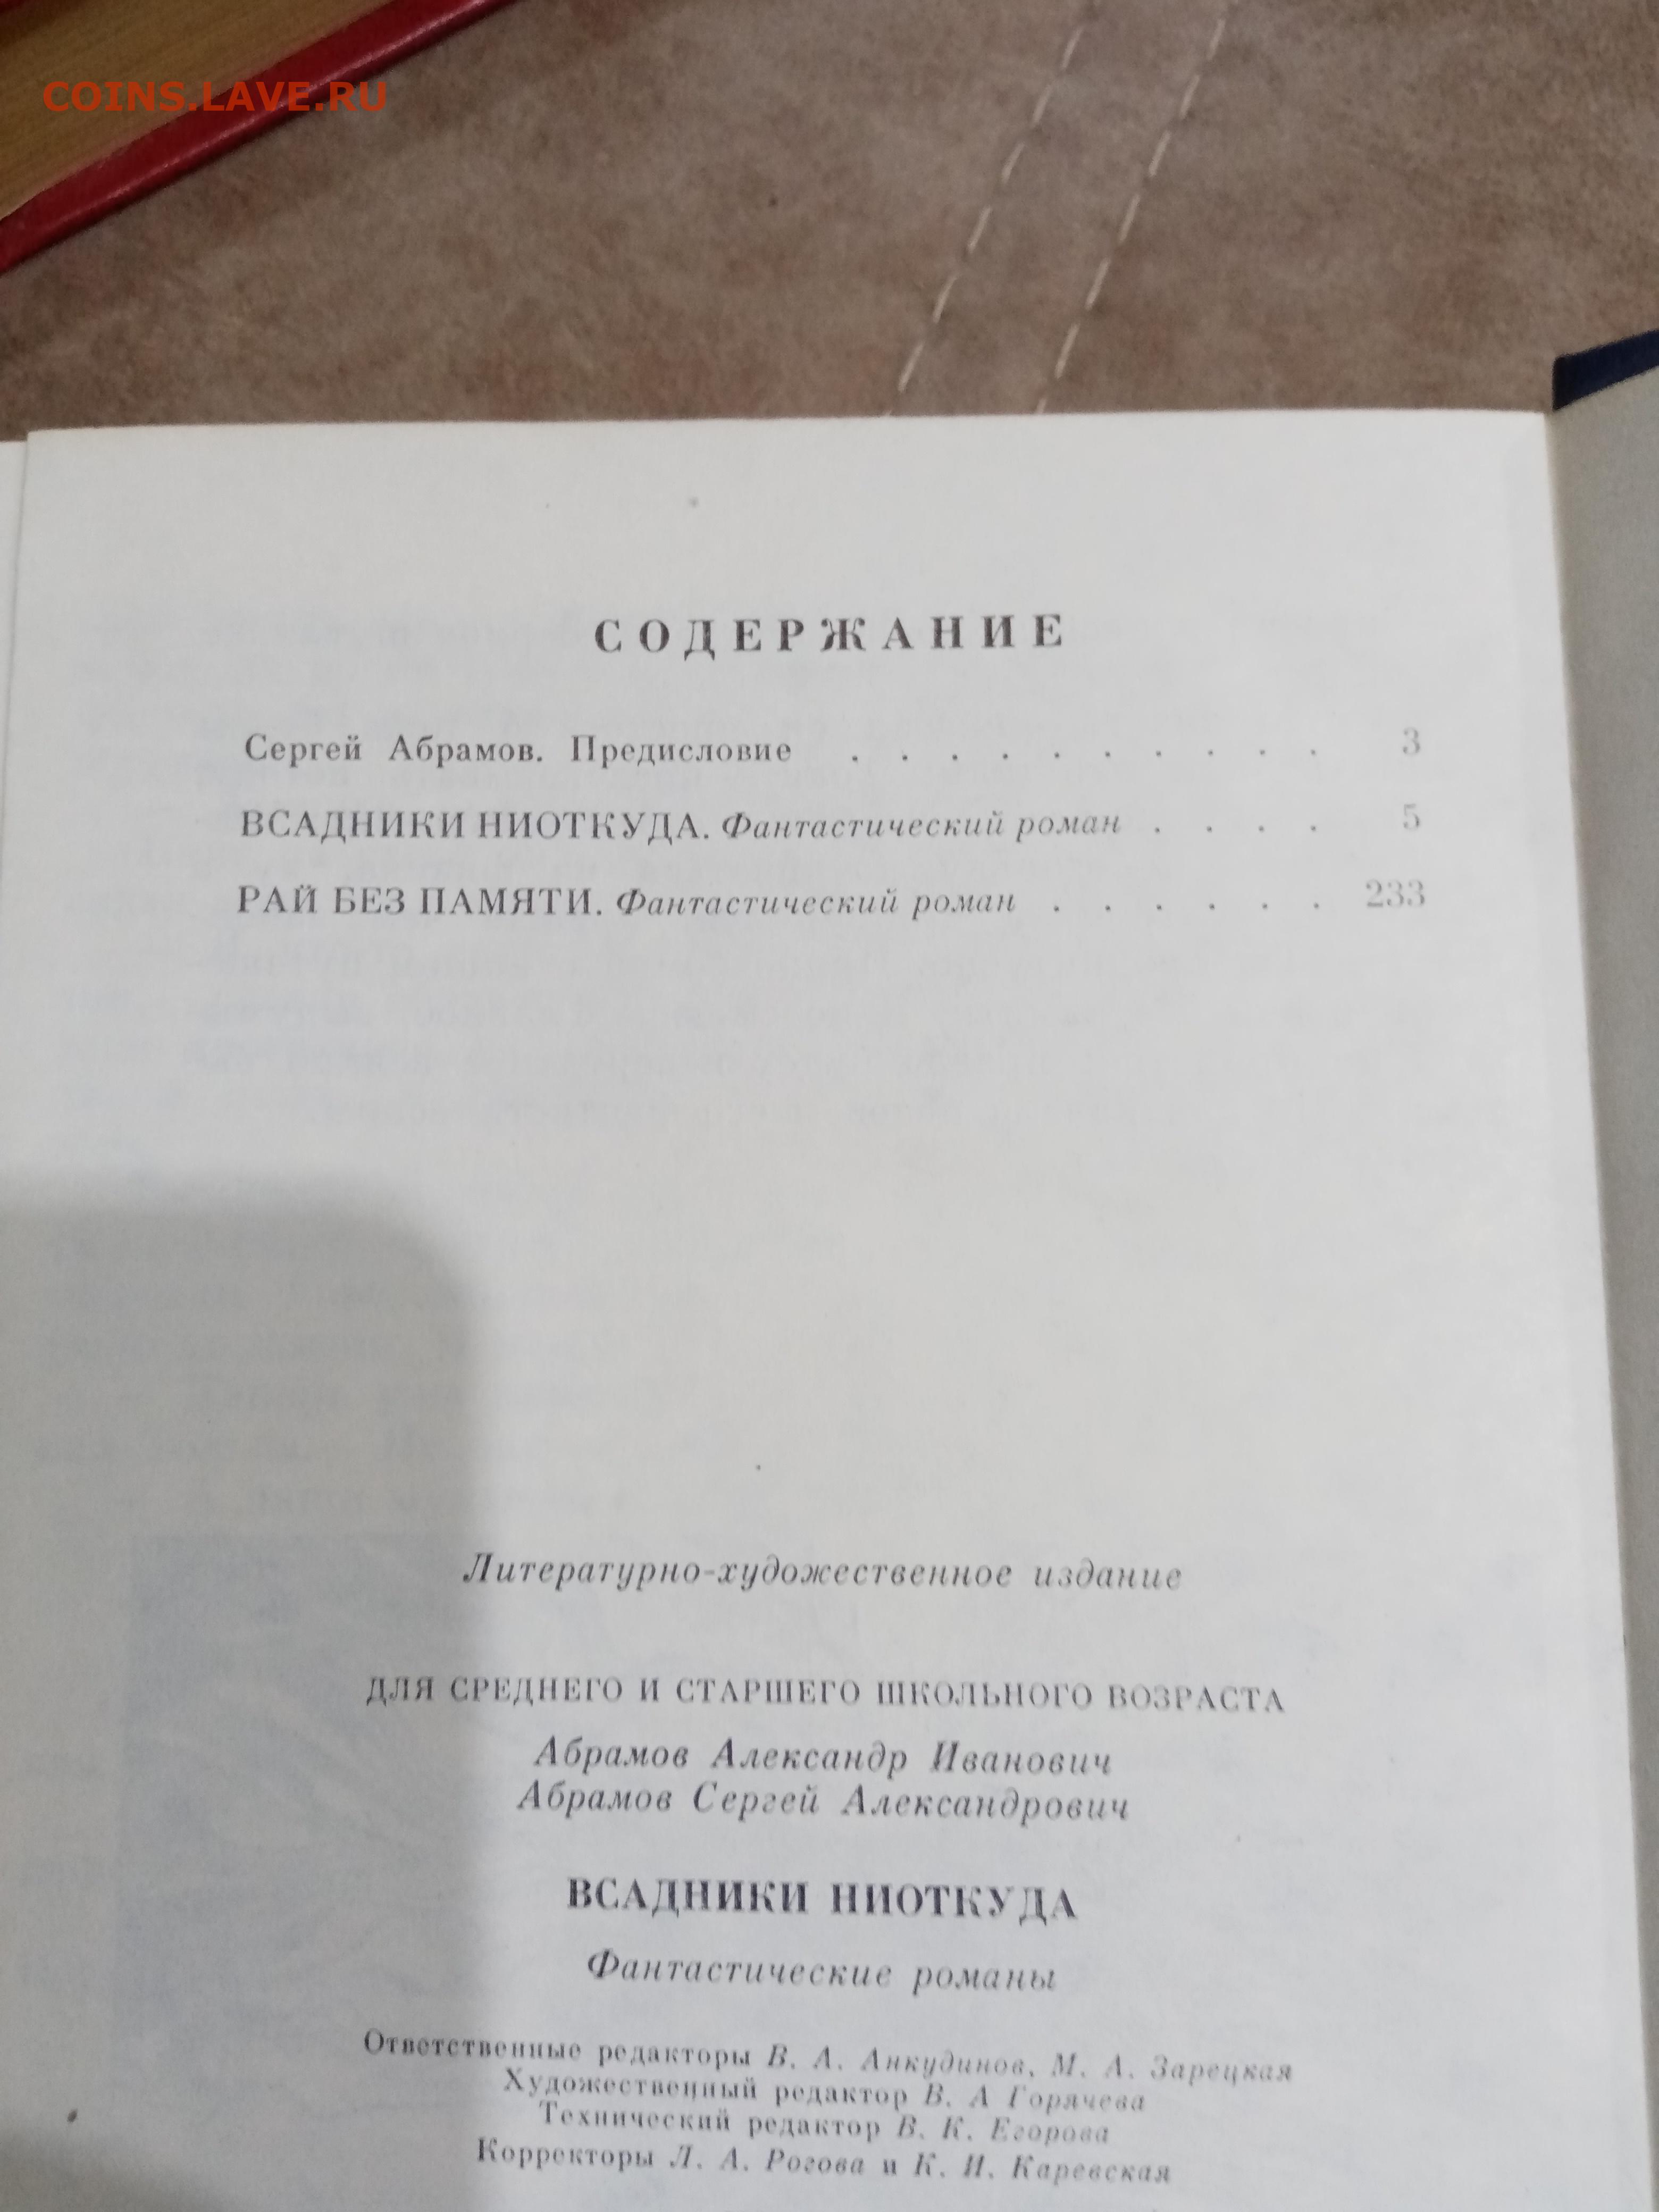 COINS.LAVE.RU
СОДЕРЖАНИЕ
Сергей Абрамов. Предисловие . . . . . . . . . . 3
ВСАДНИКИ НИОТКУДА. Фантастический роман . . . . 5
РАЙ БЕЗ ПАМЯТИ. Фантастический роман . . . . . . 233
Литературно-художественное издание
ДЛЯ СРЕДНЕГО И СТАРШЕГО ШКОЛЬНОГО ВОЗРАСТА
Абрамов Александр Иванович
Абрамов Сергей Александрович
ВСАДНИКИ НИОТКУДА
Фантастические романы
Ответственные редакторы В. А. Анкудинов, М. А. Зарецкая
Художественный редактор В. А Горячева
Технический редактор В. К. Егорова
Корректоры Л. А. Рогова и К. И. Каревская